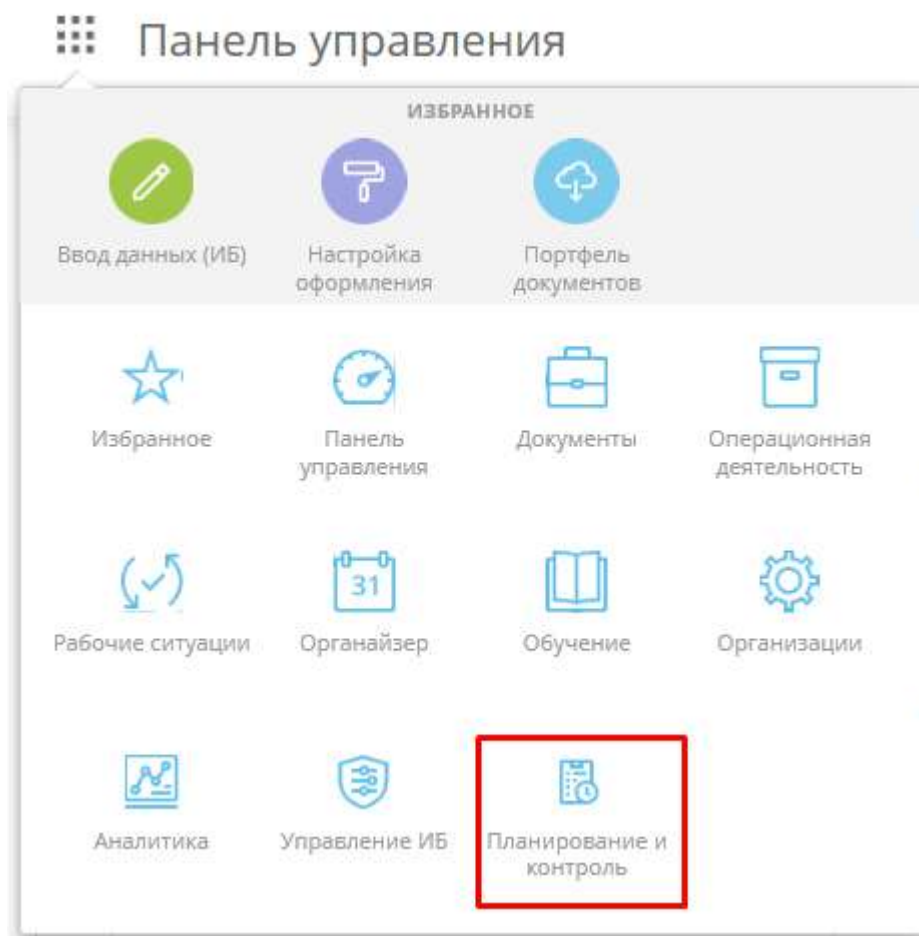 Панель управления
ИЗБРАННОЕ
Ввод данных (ИБ)
Настройка
оформления
Портфель
документов
Избранное
Панель
управления
Документы
Операционная
деятельность
31
Рабочие ситуации
Органайзер
Обучение
Организации
Аналитика
Управление ИБ
Планирование и
контроль